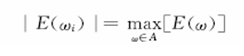 | E(ωᵢ) | = max_{ω∈A}[E(ω)]